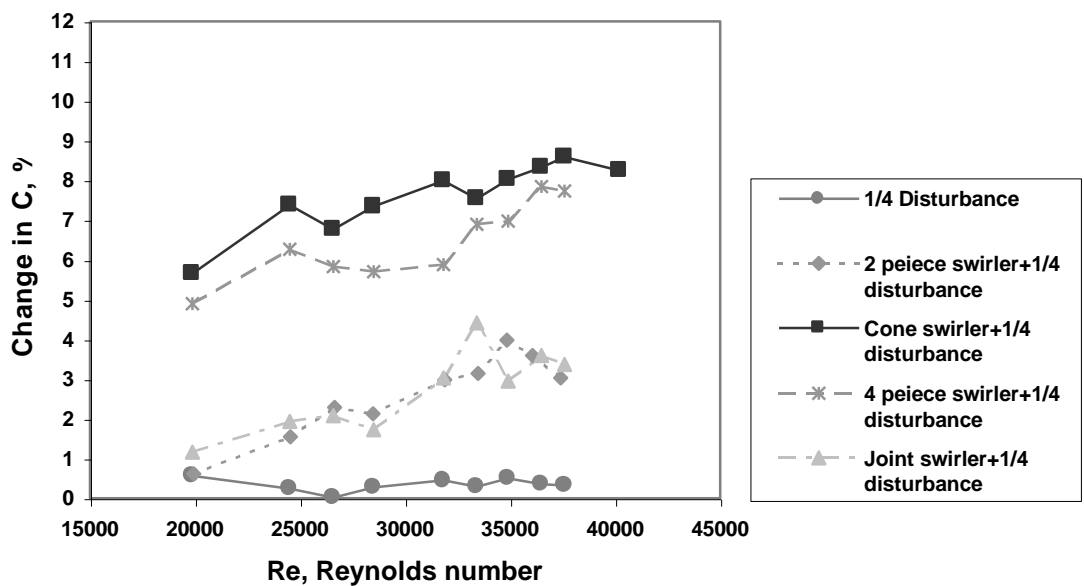 Change in C, %
12
11
10
9
8
7
6
5
4
3
2
1
0
15000 20000 25000 30000 35000 40000 45000
Re, Reynolds number
1/4 Disturbance
2 peiece swirler+1/4
disturbance
Cone swirler+1/4
disturbance
4 peiece swirler+1/4
disturbance
Joint swirler+1/4
disturbance